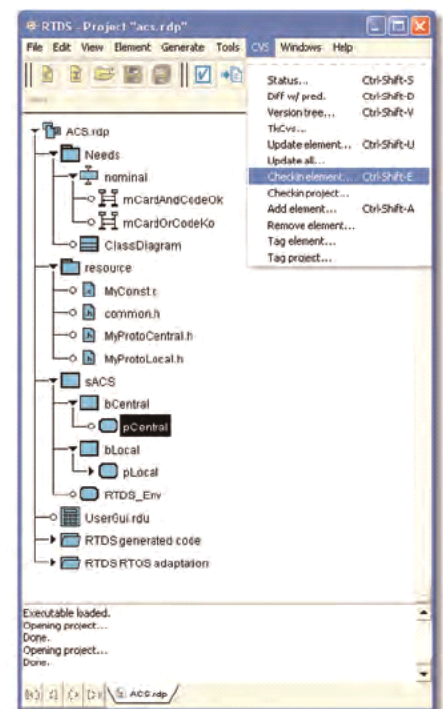 RTDS - Project "acs.rdp"
File Edit View Element Generate Tools CVS Windows Help
Status... Ctrl-Shift-S
Diff w/ pred. Ctrl-Shift-D
Version tree... Ctrl-Shift-V
TkCvs...
Update element... Ctrl-Shift-U
Update all...
Checkin element... Ctrl-Shift-E
Checkin project...
Add element... Ctrl-Shift-A
Remove element...
Tag element...
Tag project...
ACS.rdp
Needs
nominal
mCardAndCodeOk
mCardOrCodeKo
ClassDiagram
resource
MyConst.c
common.h
MyProtoCentral.h
MyProtoLocal.h
sACS
bCentral
pCentral
bLocal
pLocal
RTDS_Env
UserGui.rdu
RTDS generated code
RTDS RTOS adaptation
Executable loaded.
Opening project...
Done.
Opening project...
Done.
ACS.rdp